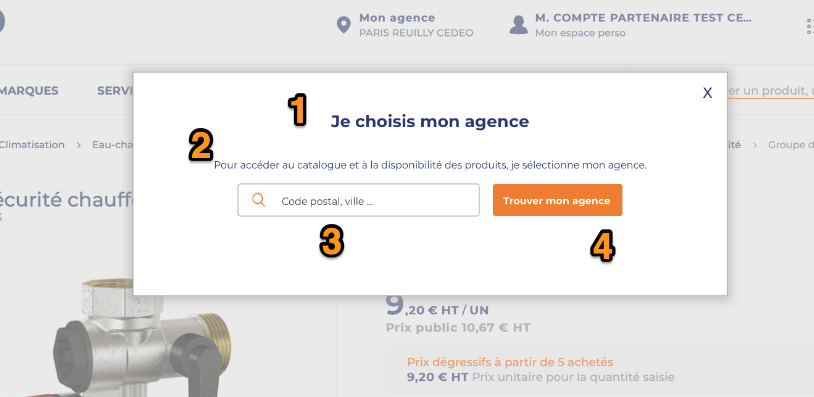 Mon agence
PARIS REUILLY CEDEO
M. COMPTE PARTENAIRE TEST CE...
Mon espace perso
MARQUES
SERVI
er un produit, u
X
1
Je choisis mon agence
Climatisation > Eau-cha
ité > Groupe d
2
Pour accéder au catalogue et à la disponibilité des produits, je sélectionne mon agence.
écurité chauff
Code postal, ville ...
Trouver mon agence
3
4
9,20 € HT / UN
Prix public 10,67 € HT
Prix dégressifs à partir de 5 achetés
9,20 € HT Prix unitaire pour la quantité saisie